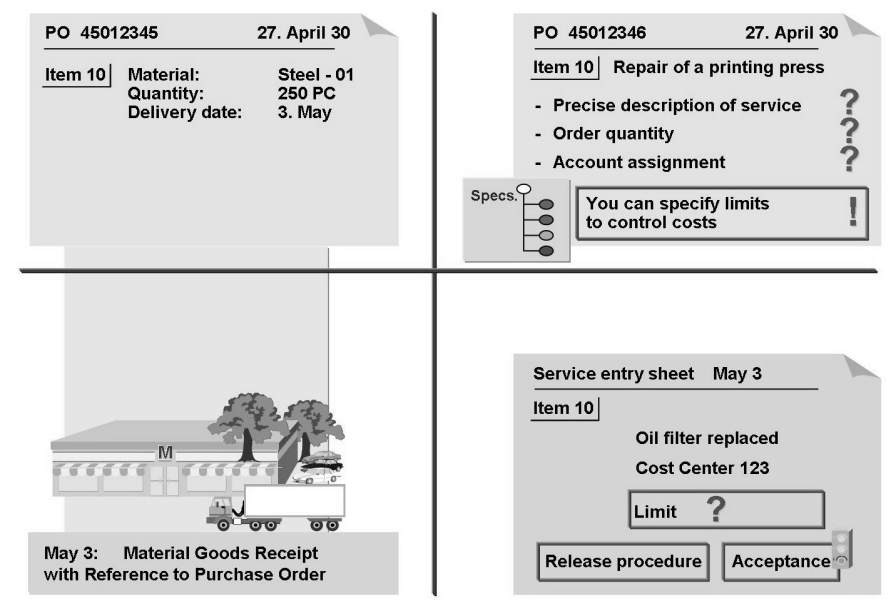 PO 45012345 27. April 30
Item 10 Material: Steel - 01
Quantity: 250 PC
Delivery date: 3. May
PO 45012346 27. April 30
Item 10 Repair of a printing press
- Precise description of service ?
- Order quantity ?
- Account assignment ?
Specs.
You can specify limits
to control costs !
M
May 3: Material Goods Receipt
with Reference to Purchase Order
Service entry sheet May 3
Item 10
Oil filter replaced
Cost Center 123
Limit ?
Release procedure Acceptance